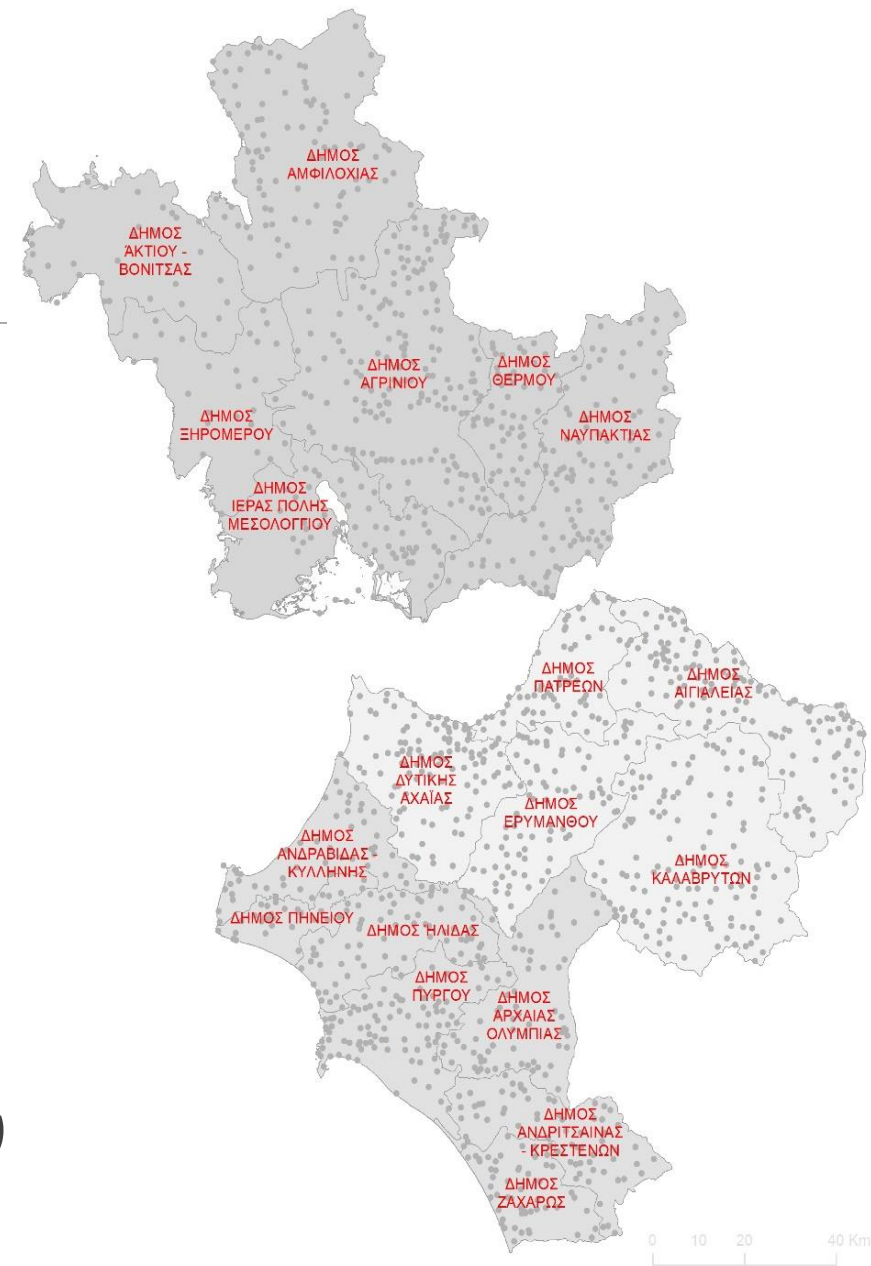 ΔΗΜΟΣ
ΑΜΦΙΛΟΧΙΑΣ
ΔΗΜΟΣ
ΆΚΤΙΟΥ -
ΒΟΝΙΤΣΑΣ
ΔΗΜΟΣ
ΑΓΡΙΝΙΟΥ
ΔΗΜΟΣ
ΘΕΡΜΟΥ
ΔΗΜΟΣ
ΝΑΥΠΑΚΤΙΑΣ
ΔΗΜΟΣ
ΞΗΡΟΜΕΡΟΥ
ΔΗΜΟΣ
ΙΕΡΑΣ ΠΟΛΗΣ
ΜΕΣΟΛΟΓΓΙΟΥ
ΔΗΜΟΣ
ΠΑΤΡΕΩΝ
ΔΗΜΟΣ
ΑΙΓΙΑΛΕΙΑΣ
ΔΗΜΟΣ
ΔΥΤΙΚΗΣ
ΑΧΑΪΑΣ
ΔΗΜΟΣ
ΕΡΥΜΑΝΘΟΥ
ΔΗΜΟΣ
ΑΝΔΡΑΒΙΔΑΣ -
ΚΥΛΛΗΝΗΣ
ΔΗΜΟΣ
ΚΑΛΑΒΡΥΤΩΝ
ΔΗΜΟΣ ΠΗΝΕΙΟΥ
ΔΗΜΟΣ ΉΛΙΔΑΣ
ΔΗΜΟΣ
ΠΥΡΓΟΥ
ΔΗΜΟΣ
ΑΡΧΑΙΑΣ
ΟΛΥΜΠΙΑΣ
ΔΗΜΟΣ
ΑΝΔΡΙΤΣΑΙΝΑΣ
- ΚΡΕΣΤΕΝΩΝ
ΔΗΜΟΣ
ΖΑΧΑΡΩΣ
0 10 20 40 Km